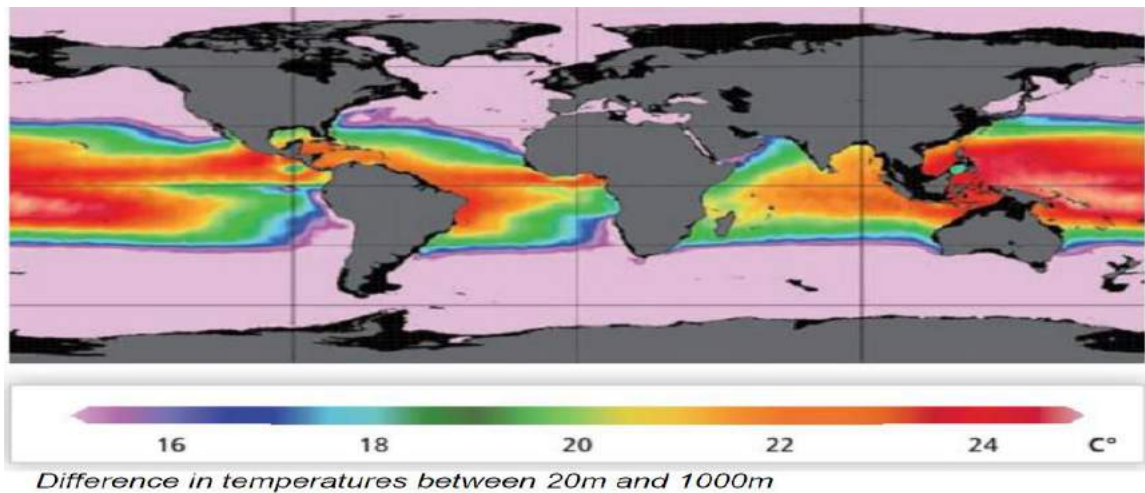 16 18 20 22 24 C°
Difference in temperatures between 20m and 1000m